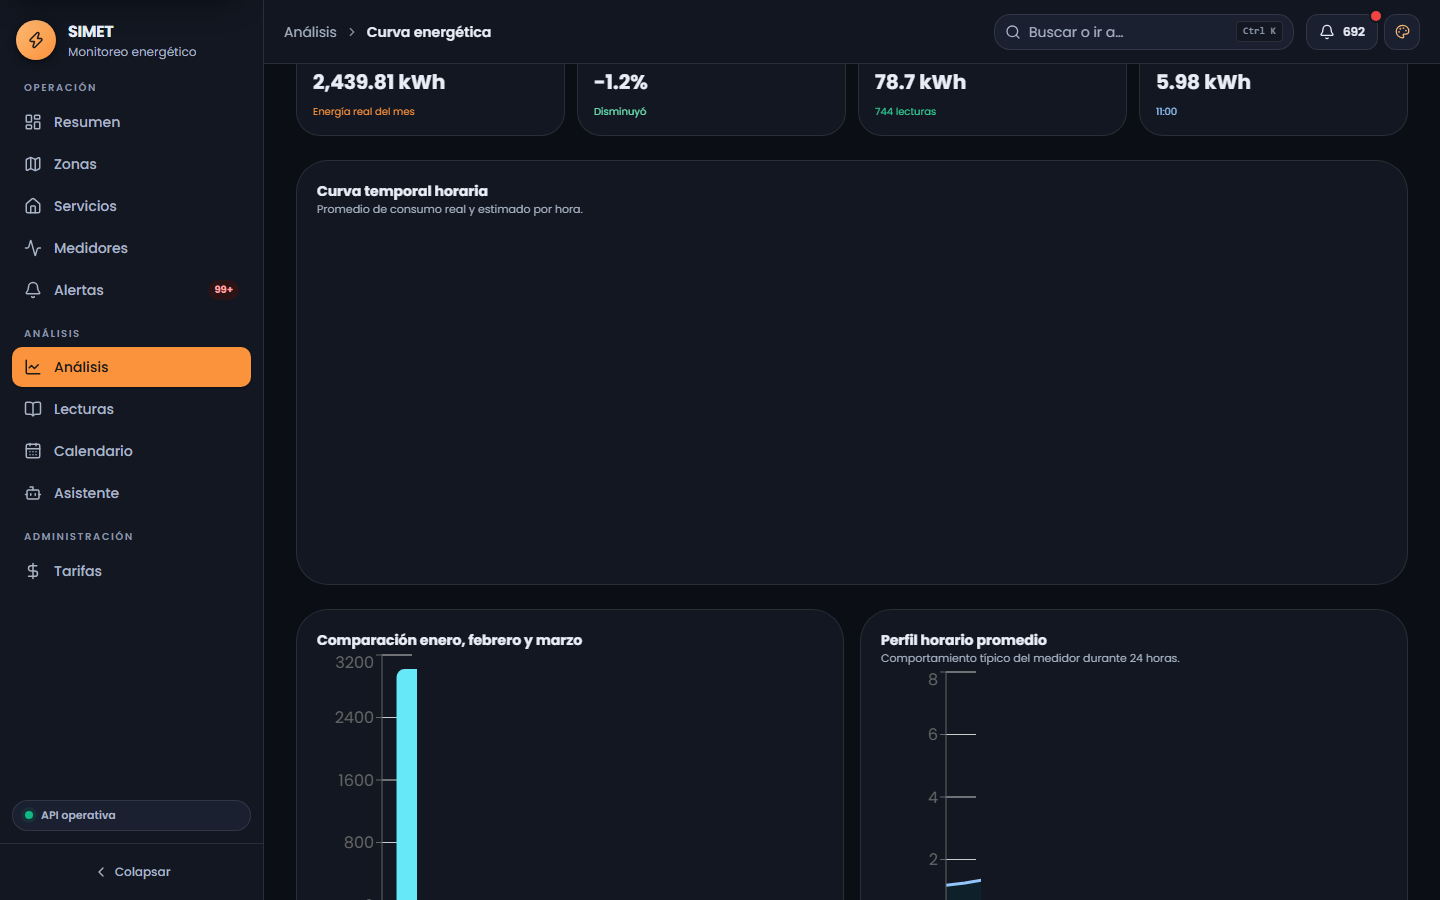 SIMET
Monitoreo energético
OPERACIÓN
Resumen
Zonas
Servicios
Medidores
Alertas
99+
ANÁLISIS
Análisis
Lecturas
Calendario
Asistente
ADMINISTRACIÓN
Tarifas
API operativa
Colapsar
Análisis > Curva energética
Buscar o ir a...
Ctrl K
692
2,439.81 kWh
Energía real del mes
-1.2%
Disminuyó
78.7 kWh
744 lecturas
5.98 kWh
11:00
Curva temporal horaria
Promedio de consumo real y estimado por hora.
Comparación enero, febrero y marzo
3200
2400
1600
800
Perfil horario promedio
Comportamiento típico del medidor durante 24 horas.
8
6
4
2